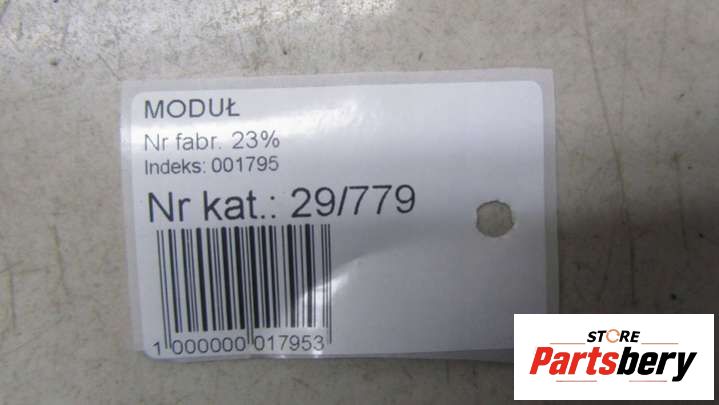 MODUŁ
Nr fabr. 23%
Indeks: 001795
Nr kat.: 29/779
1 000000 017953
STORE
Partsbery